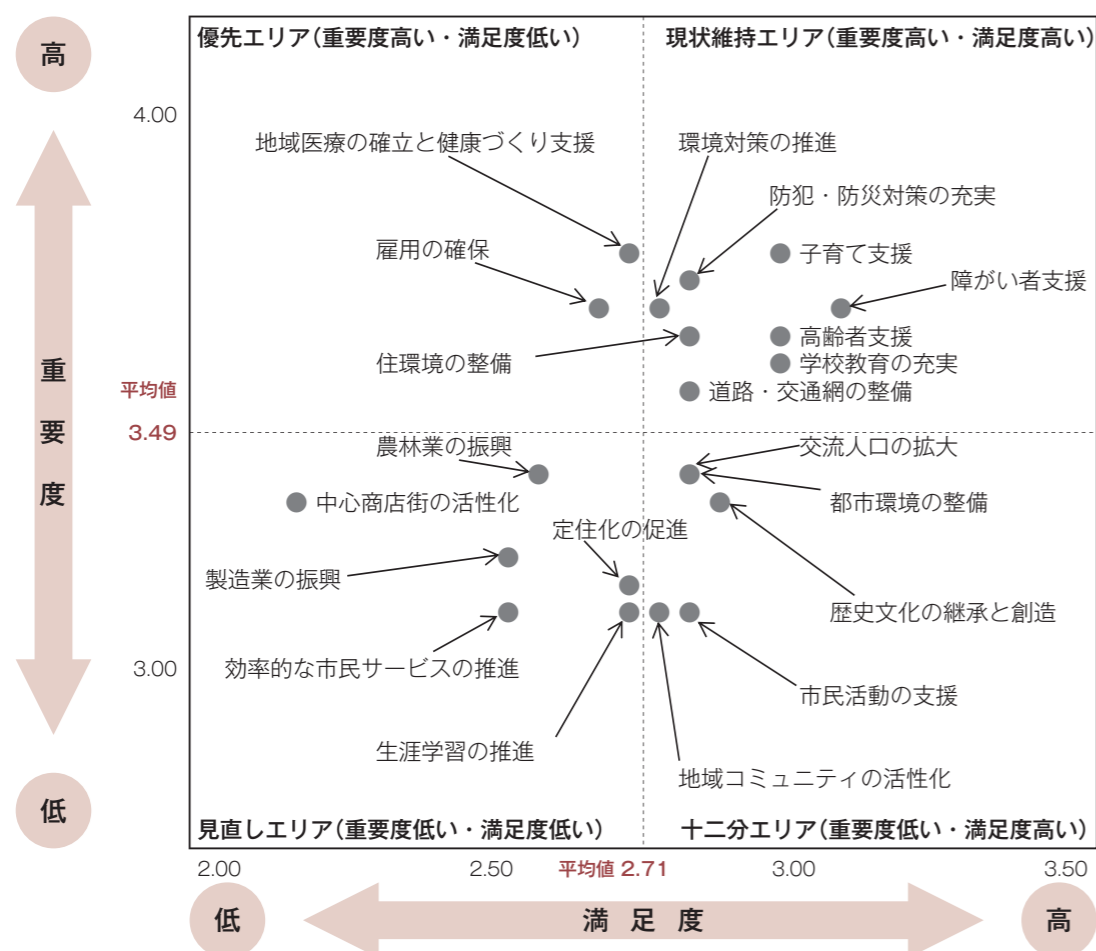 高
優先エリア（重要度高い・満足度低い）
現状維持エリア（重要度高い・満足度高い）
4.00
地域医療の確立と健康づくり支援
環境対策の推進
防犯・防災対策の充実
雇用の確保
子育て支援
障がい者支援
住環境の整備
高齢者支援
学校教育の充実
道路・交通網の整備
重要度
平均値
3.49
農林業の振興
交流人口の拡大
中心商店街の活性化
都市環境の整備
定住化の促進
製造業の振興
歴史文化の継承と創造
3.00
効率的な市民サービスの推進
市民活動の支援
生涯学習の推進
地域コミュニティの活性化
低
見直しエリア（重要度低い・満足度低い）
十二分エリア（重要度低い・満足度高い）
2.00
2.50
平均値 2.71
3.00
3.50
低
満足度
高